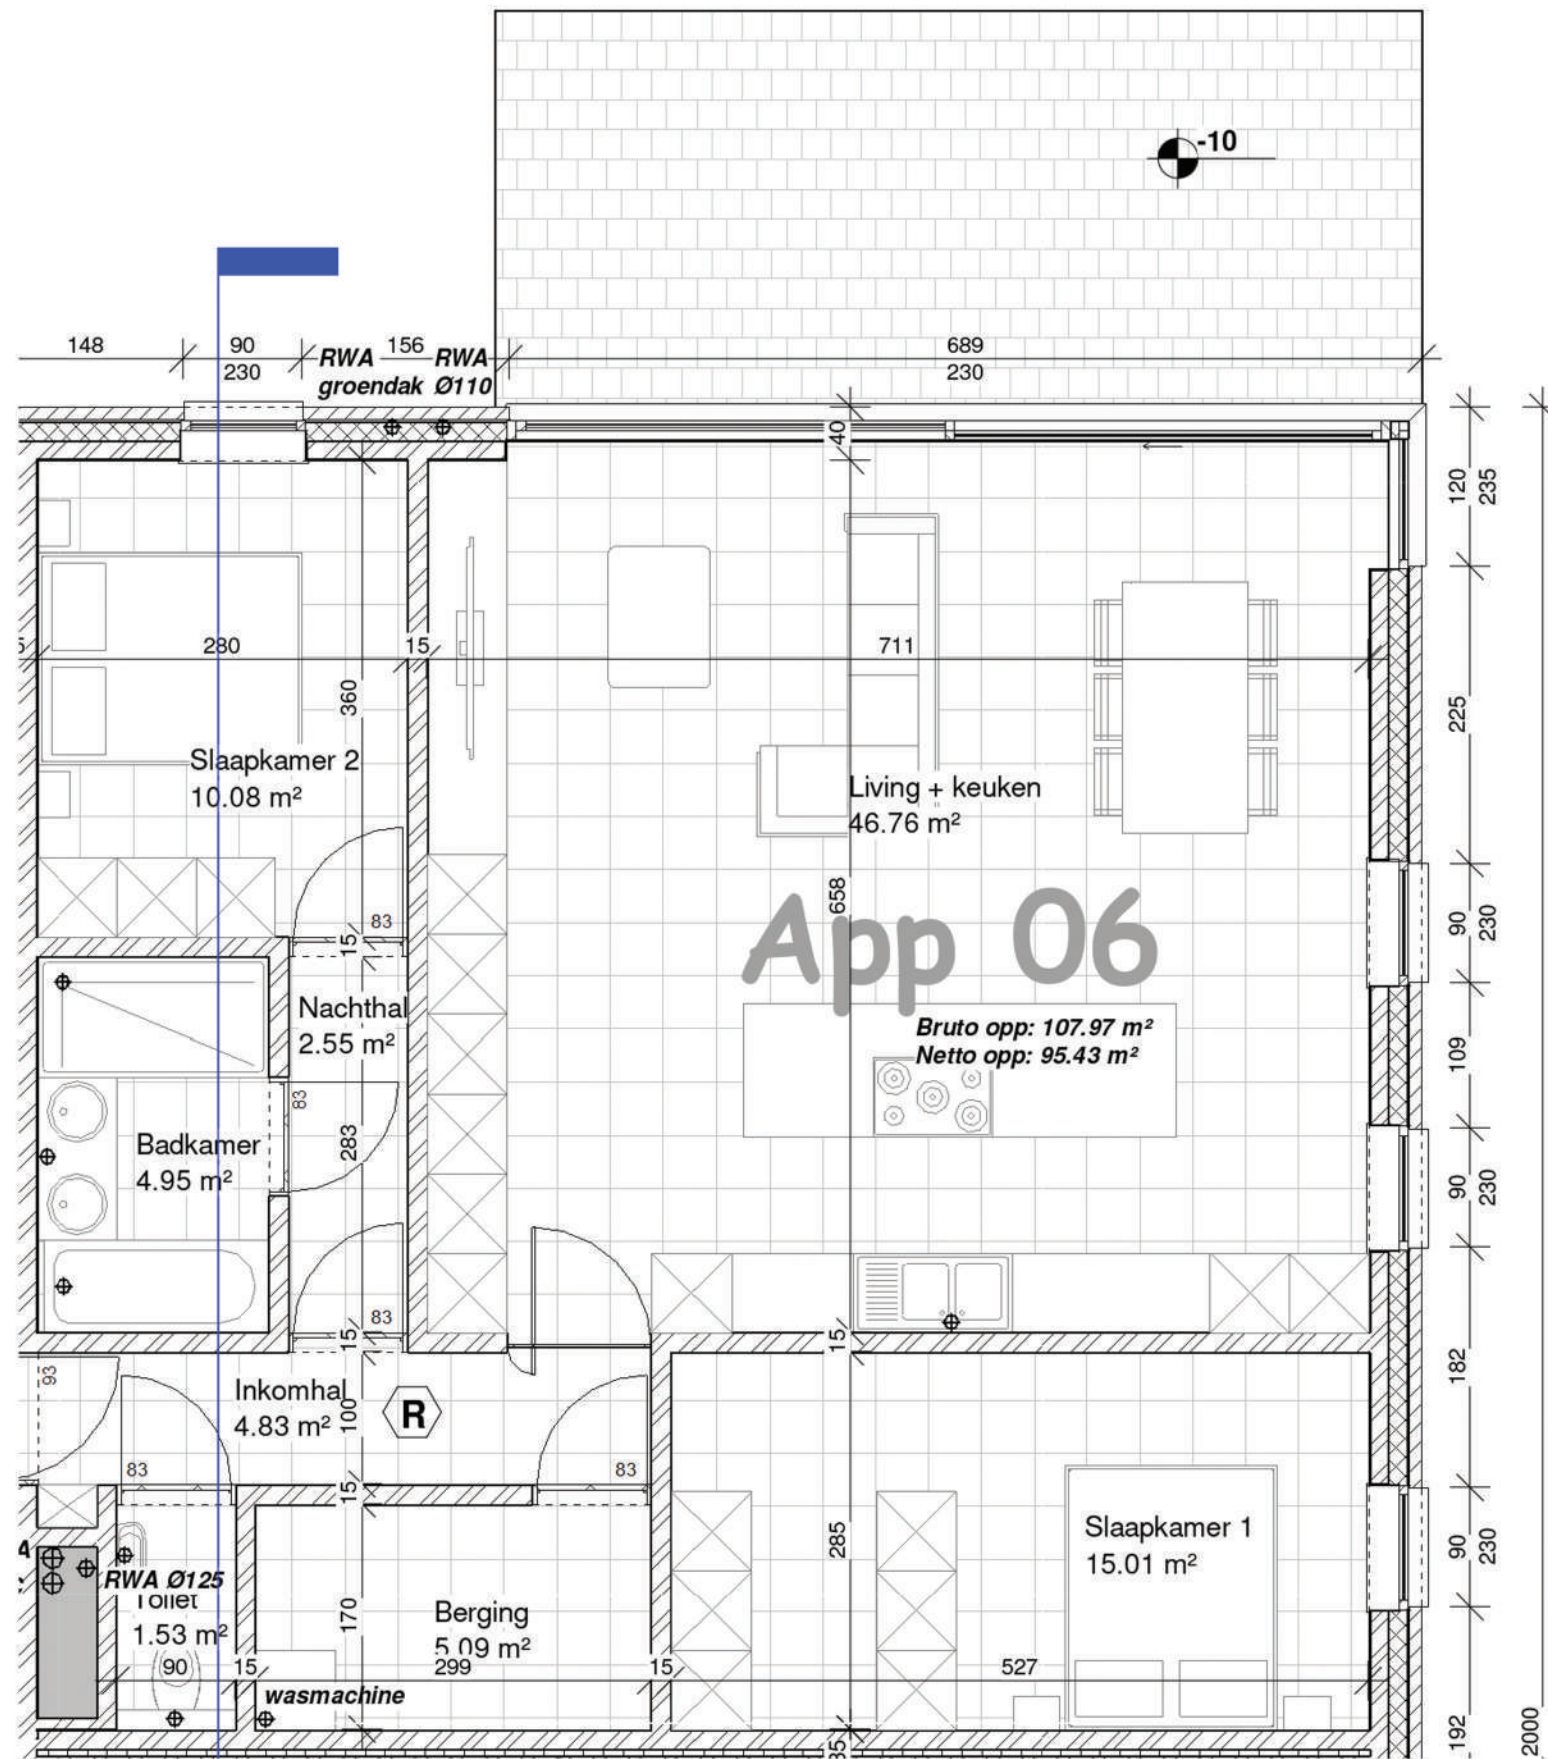 -10
148
90
230
RWA
156
RWA
groendak Ø110
689
230
40
120
235
280
15
711
360
225
Slaapkamer 2
10.08 m²
Living + keuken
46.76 m²
658
83
15
App 06
90
230
Nachthal
2.55 m²
Bruto opp: 107.97 m²
Netto opp: 95.43 m²
109
83
283
Badkamer
4.95 m²
90
230
83
15
15
93
Inkomhal
4.83 m²
100
R
182
83
83
15
Slaapkamer 1
15.01 m²
285
90
230
RWA Ø125
Toilet
1.53 m²
170
Berging
5.09 m²
90
15
299
15
527
wasmachine
192
2000